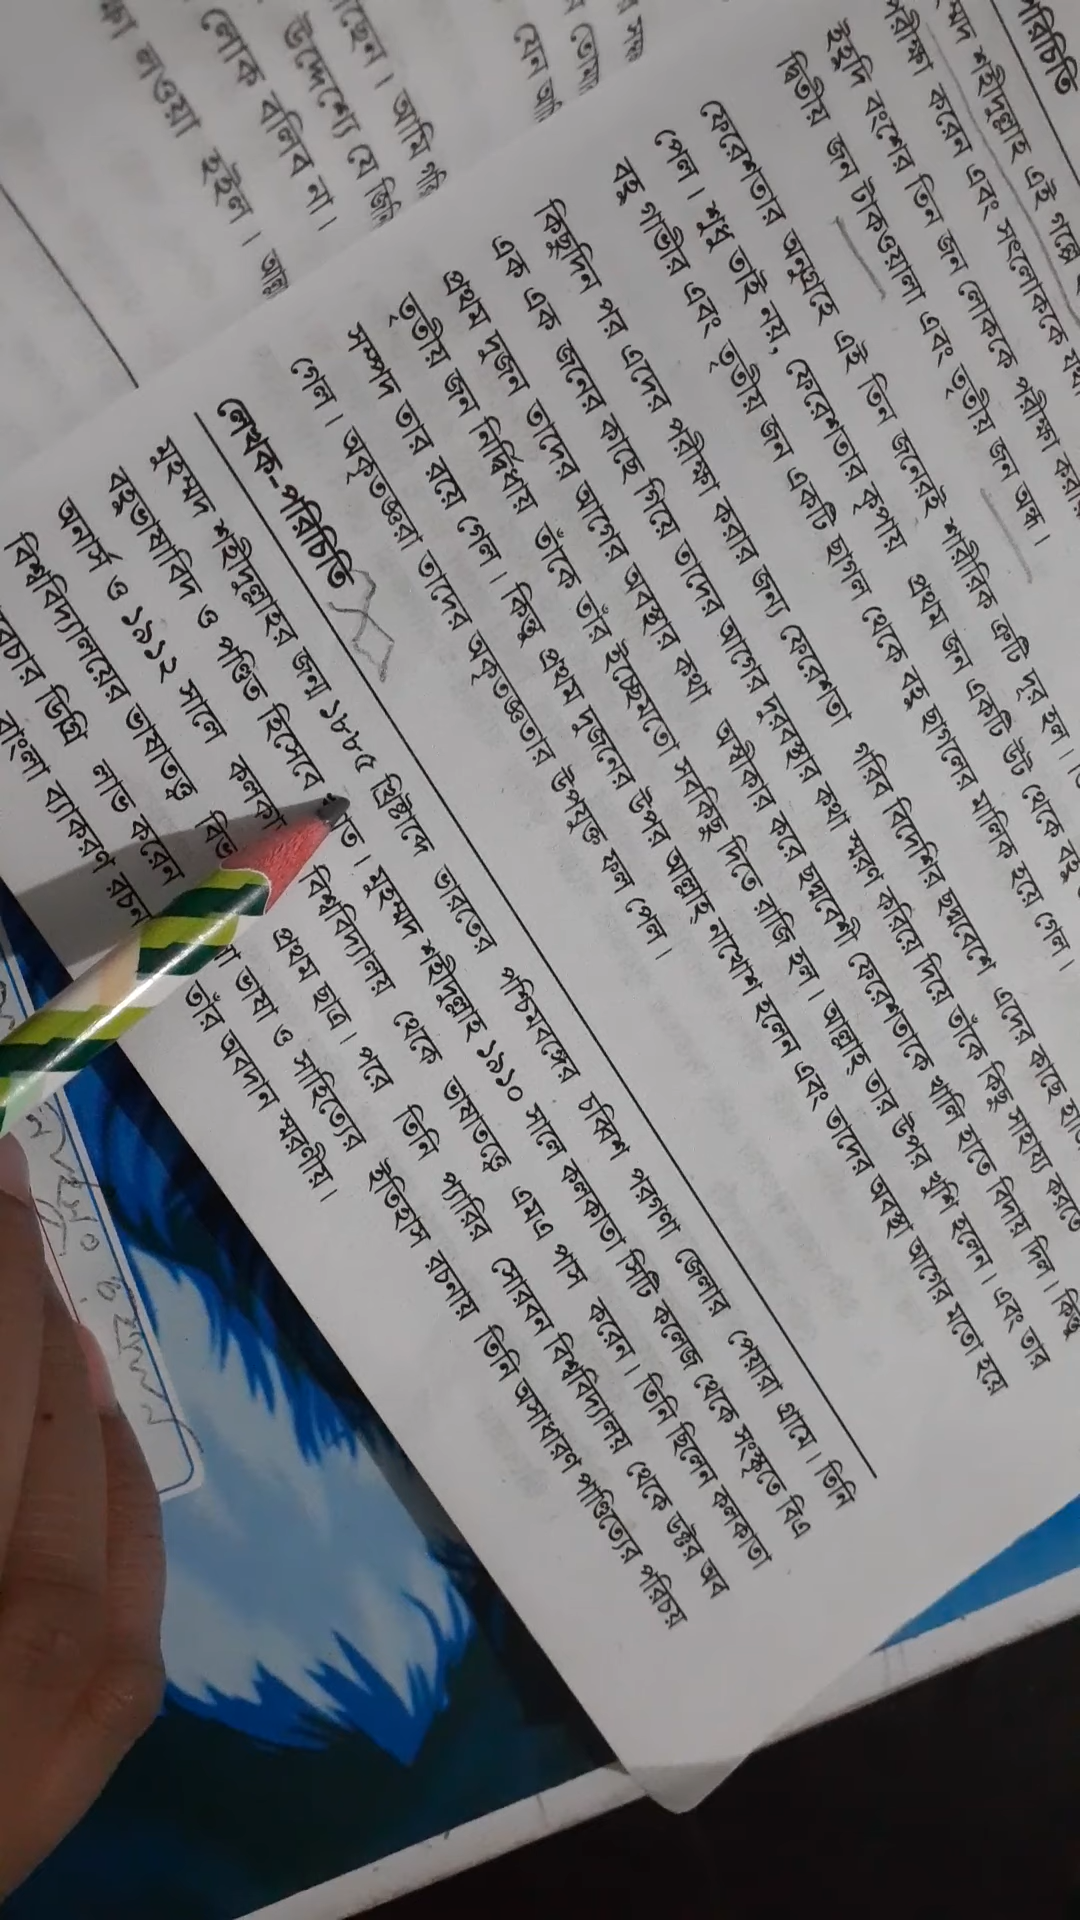 াছেন। আমি
উদ্দেশ্যে যে
লোক বলিব না।
লওয়া হইল।
যেন
পরিচিতি
শহীদুল্লাহ এই গল্পে
পরীক্ষা করেন এবং সৎলোককে
ইহুদি বংশের তিন জন লোককে পরীক্ষা
দ্বিতীয় জন টাকওয়ালা এবং তৃতীয় জন অন্ধ।
ফেরেশতার অনুগ্রহে এই তিন জনেরই শারীরিক ত্রুটি দূর হল।
পেল। শুধু তাই নয়, ফেরেশতার কৃপায় প্রথম জন একটি উট থেকে বহু
বহু গাভীর এবং তৃতীয় জন একটি ছাগল থেকে বহু ছাগলের মালিক হয়ে গেল।
কিছুদিন পর এদের পরীক্ষা করার জন্য ফেরেশতা গরিব বিদেশির ছদ্মবেশে এদের কাছে
এক এক জনের কাছে গিয়ে তাদের আগের দুরবস্থার কথা স্মরণ করিয়ে দিয়ে তাঁকে কিছু সাহায্য করতে
প্রথম দুজন তাদের আগের অবস্থার কথা অস্বীকার করে ছদ্মবেশী ফেরেশতাকে খালি হাতে বিদায় দিল। কিন্তু
তৃতীয় জন নির্দ্বিধায় তাঁকে তাঁর ইচ্ছেমতো সবকিছু দিতে রাজি হল। আল্লাহ্ তার উপর খুশি হলেন। এবং তার
সম্পদ তার রয়ে গেল। কিন্তু প্রথম দুজনের উপর আল্লাহ্ নাখোশ হলেন এবং তাদের অবস্থা আগের মতো হয়ে
গেল। অকৃতজ্ঞরা তাদের অকৃতজ্ঞতার উপযুক্ত ফল পেল।
লেখক-পরিচিতি
মুহম্মদ শহীদুল্লাহর জন্ম ১৮৮৫ খ্রিষ্টাব্দে ভারতের পশ্চিমবঙ্গের চব্বিশ পরগণা জেলার পেয়ারা গ্রামে। তিনি
বহুভাষাবিদ ও পণ্ডিত হিসেবে াত। মুহম্মদ শহীদুল্লাহ ১৯১০ সালে কলকাতা সিটি কলেজ থেকে সংস্কৃতে বিএ
অনার্স ও ১৯১২ সালে কলকা বিশ্ববিদ্যালয় থেকে ভাষাতত্ত্বে এমএ পাস করেন। তিনি ছিলেন কলকাতা
বিশ্ববিদ্যালয়ের ভাষাতত্ত্ব বিভ প্রথম ছাত্র। পরে তিনি প্যারির সোরবন বিশ্ববিদ্যালয় থেকে ডক্টর অব
ডিগ্রি লাভ করেন ভাষা ও সাহিত্যের ইতিহাস রচনায় তিনি অসাধারণ পাণ্ডিত্যের পরিচয়
বাংলা ব্যাকরণ রচন তাঁর অবদান স্মরণীয়।